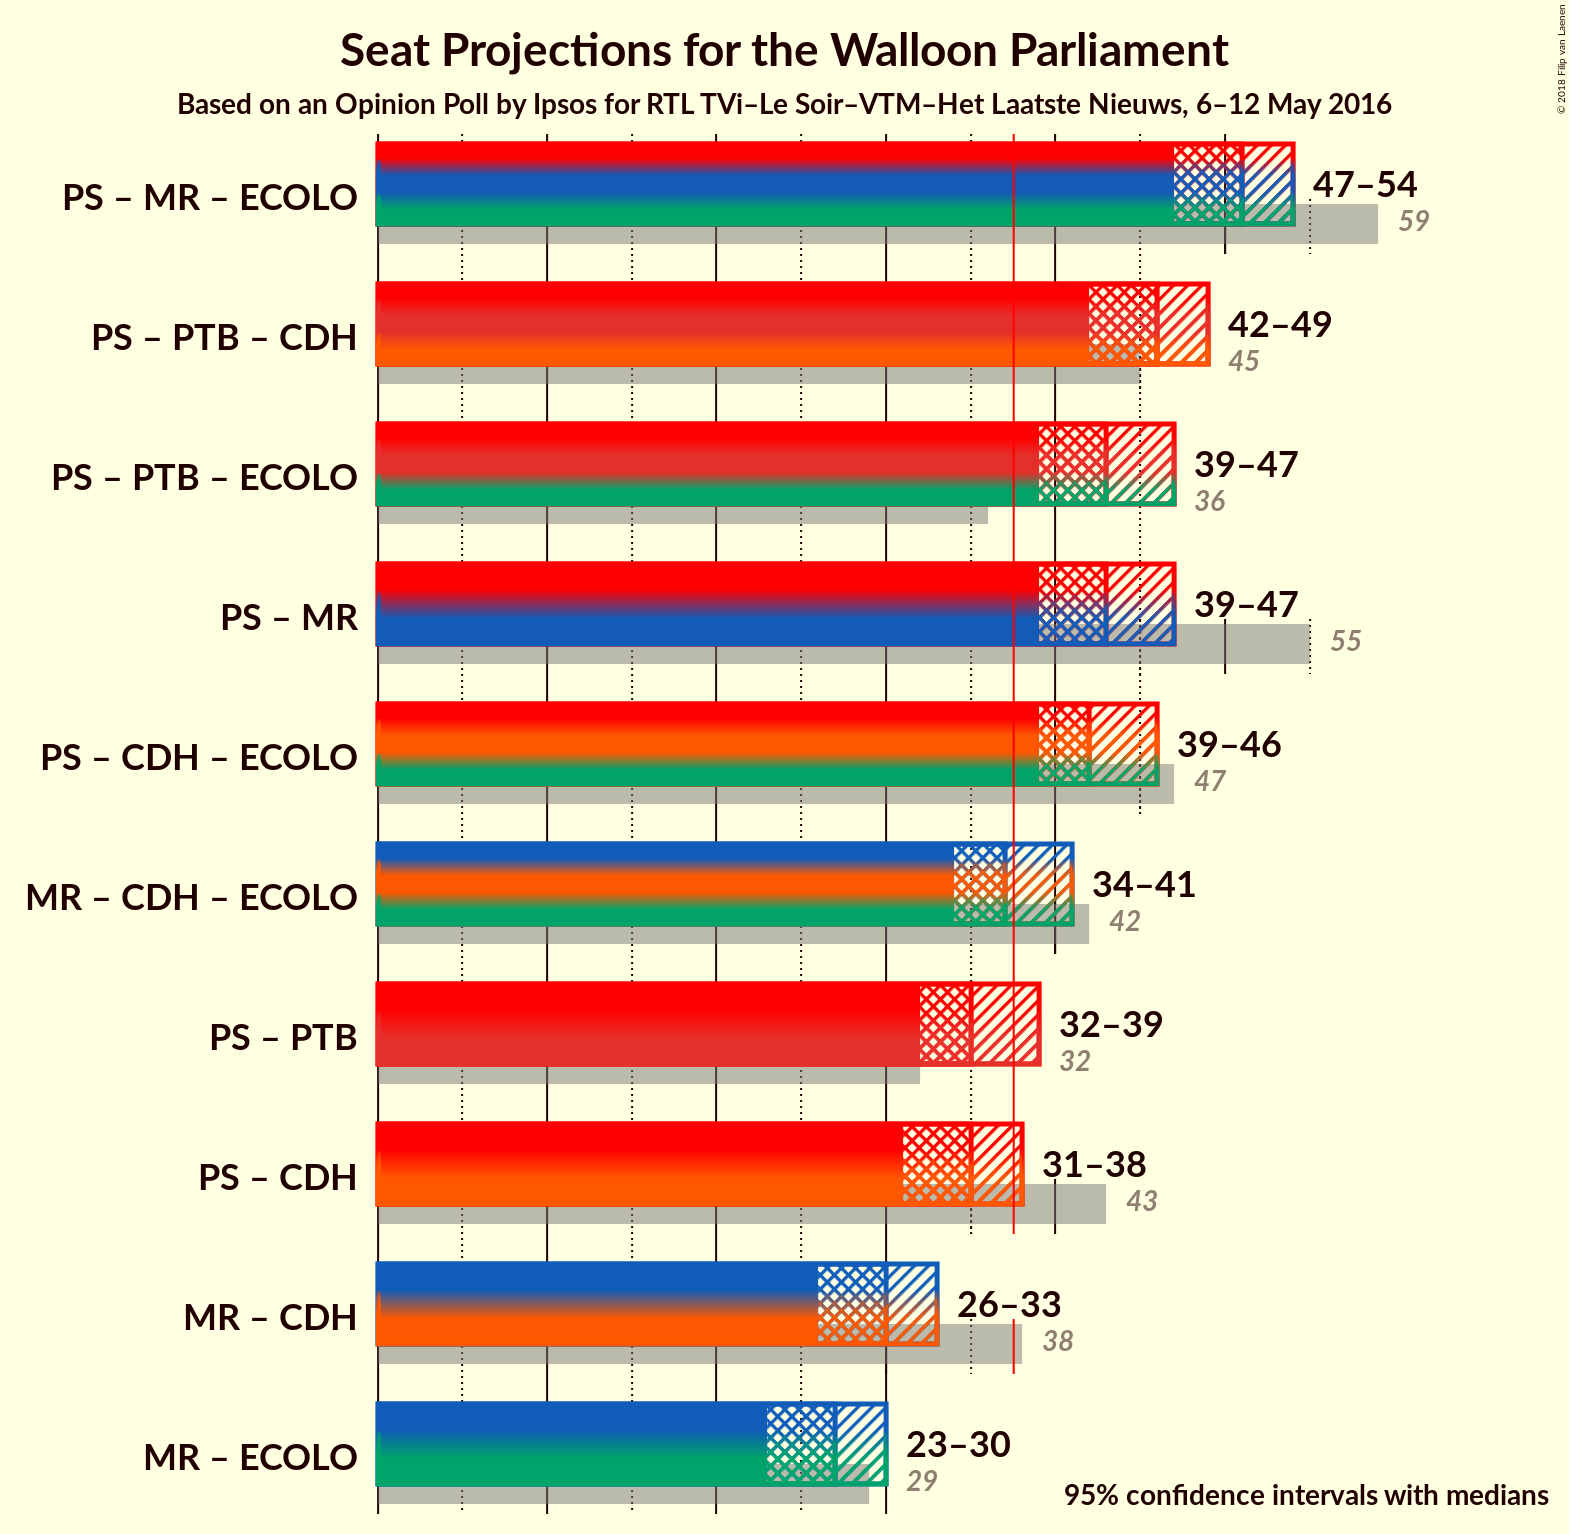 Seat Projections for the Walloon Parliament
Based on an Opinion Poll by Ipsos for RTL TVi–Le Soir–VTM–Het Laatste Nieuws, 6–12 May 2016
© 2018 Filip van Laenen
PS – MR – ECOLO
47–54
59
PS – PTB – CDH
42–49
45
PS – PTB – ECOLO
39–47
36
PS – MR
39–47
55
PS – CDH – ECOLO
39–46
47
MR – CDH – ECOLO
34–41
42
PS – PTB
32–39
32
PS – CDH
31–38
43
MR – CDH
26–33
38
MR – ECOLO
23–30
29
95% confidence intervals with medians